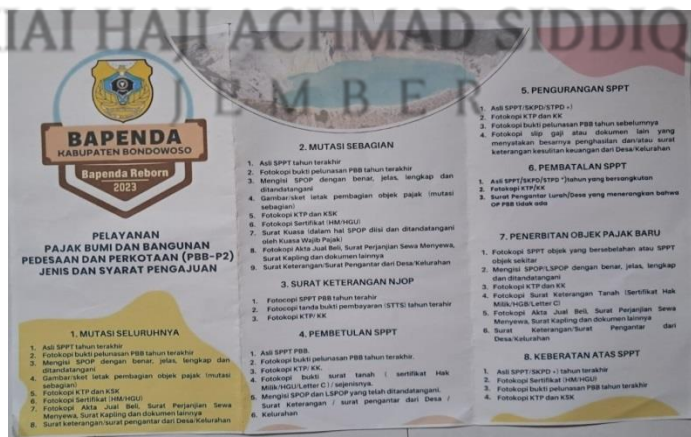 IAI HAJI ACHMAD SIDDIQ
JEMBER
BAPENDA
KABUPATEN BONDOWOSO
Bapenda Reborn
2023
PELAYANAN
PAJAK BUMI DAN BANGUNAN
PEDESAAN DAN PERKOTAAN (PBB-P2)
JENIS DAN SYARAT PENGAJUAN
1. MUTASI SELURUHNYA
1. Asli SPPT tahun terakhir
2. Fotokopi bukti pelunasan PBB tahun terakhir
3. Mengisi SPOP dengan benar, jelas, lengkap dan
ditandatangani
4. Gambar/sket letak pembagian objek pajak (mutasi
sebagian)
5. Fotokopi KTP dan KSK
6. Fotokopi Sertifikat (HM/HGU)
7. Fotokopi Akta Jual Beli, Surat Perjanjian Sewa
Menyewa, Surat Kapling dan dokumen lainnya
8. Surat keterangan/surat pengantar dari Desa/Kelurahan
2. MUTASI SEBAGIAN
1. Asli SPPT tahun terakhir
2. Fotokopi bukti pelunasan PBB tahun terakhir
3. Mengisi SPOP dengan benar, jelas, lengkap dan
ditandatangani
4. Gambar/sket letak pembagian objek pajak (mutasi
sebagian)
5. Fotokopi KTP dan KSK
6. Fotokopi Sertifikat (HM/HGU)
7. Surat Kuasa (dalam hal SPOP diisi dan ditandatangani
oleh Kuasa Wajib Pajak)
8. Fotokopi Akta Jual Beli, Surat Perjanjian Sewa Menyewa,
Surat Kapling dan dokumen lainnya
9. Surat Keterangan/Surat Pengantar dari Desa/Kelurahan
3. SURAT KETERANGAN NJOP
1. Fotocopi SPPT PBB tahun terahir
2. Fotocopi tanda bukti pembayaran (STTS) tahun terahir
3. Fotokopi KTP/ KK
4. PEMBETULAN SPPT
1. Asli SPPT PBB.
2. Fotokopi bukti pelunasan PBB tahun terakhir.
3. Fotokopi KTP/ KK.
4. Fotokopi bukti surat tanah ( sertifikat Hak
Milik/HGU/Letter C ) / sejenisnya.
5. Mengisi SPOP dan LSPOP yang telah ditandatangani.
Surat Keterangan / surat pengantar dari Desa /
6. Kelurahan
5. PENGURANGAN SPPT
1. Asli SPPT/SKPD/STPD *)
2. Fotokopi KTP dan KK
3. Fotokopi bukti pelunasan PBB tahun sebelumnya
4. Fotokopi slip gaji atau dokumen lain yang
menyatakan besarnya penghasilan dan/atau surat
keterangan kesulitan keuangan dari Desa/Kelurahan
6. PEMBATALAN SPPT
1. Asli SPPT/SKPD/STPD *)tahun yang bersangkutan
2. Fotokopi KTP/KK
3. Surat Pengantar Lurah/Desa yang menerangkan bahwa
OP PBB tidak ada
7. PENERBITAN OBJEK PAJAK BARU
1. Fotokopi SPPT objek yang bersebelahan atau SPPT
objek sekitar
2. Mengisi SPOP/LSPOP dengan benar, jelas, lengkap
dan ditandatangani
3. Fotokopi KTP dan KK
4. Fotokopi Surat Keterangan Tanah (Sertifikat Hak
Milik/HGB/Letter C)
5. Fotokopi Akta Jual Beli, Surat Perjanjian Sewa
Menyewa, Surat Kapling dan dokumen lainnya
6. Surat Keterangan/Surat Pengantar dari
Desa/Kelurahan
8. KEBERATAN ATAS SPPT
1. Asli SPPT/SKPD *) tahun terakhir
2. Fotokopi Sertifikat (HM/HGU)
3. Fotokopi bukti pelunasan PBB tahun terakhir
4. Fotokopi KTP dan KSK